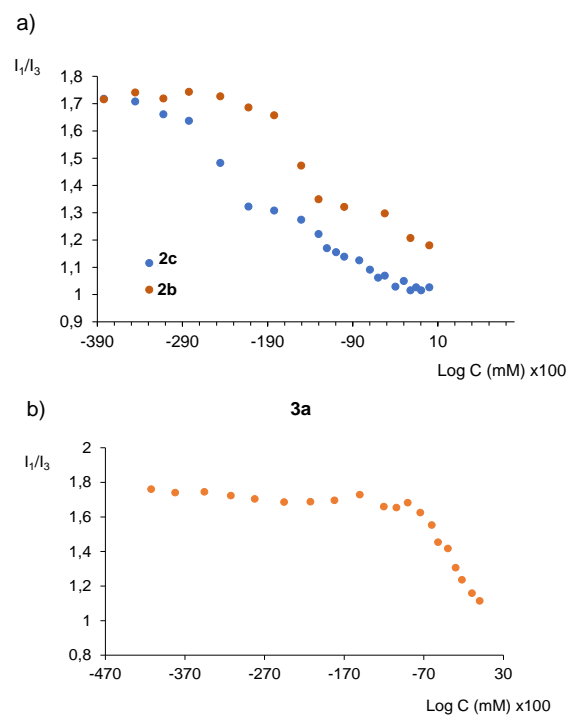 a)
I₁/I₃
1,8
1,7
1,6
1,5
1,4
1,3
1,2
1,1
1
0,9
2c
2b
-390 -290 -190 -90 10
Log C (mM) x100
b)
3a
I₁/I₃
2
1,8
1,6
1,4
1,2
1
0,8
-470 -370 -270 -170 -70 30
Log C (mM) x100